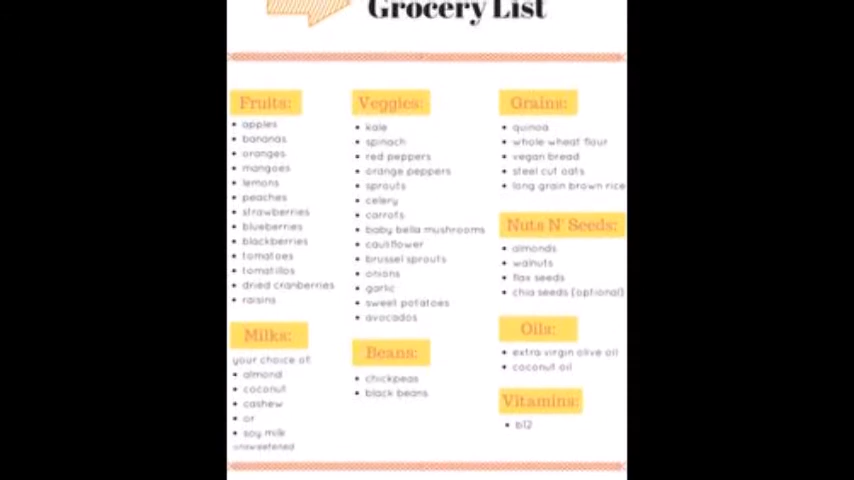 Grocery List
Fruits:
apples
bananas
oranges
mangoes
lemons
peaches
strawberries
blueberries
blackberries
tomatoes
tomatillos
dried cranberries
raisins
Milks:
your choice of:
almond
coconut
cashew
or
soy milk
unsweetened
Veggies:
kale
spinach
red peppers
orange peppers
sprouts
celery
carrots
baby bella mushrooms
cauliflower
brussel sprouts
onions
garlic
sweet potatoes
avocados
Beans:
chickpeas
black beans
Grains:
quinoa
whole wheat flour
vegan bread
steel cut oats
long grain brown rice
Nuts N' Seeds:
almonds
walnuts
flax seeds
chia seeds (optional)
Oils:
extra virgin olive oil
coconut oil
Vitamins:
b12